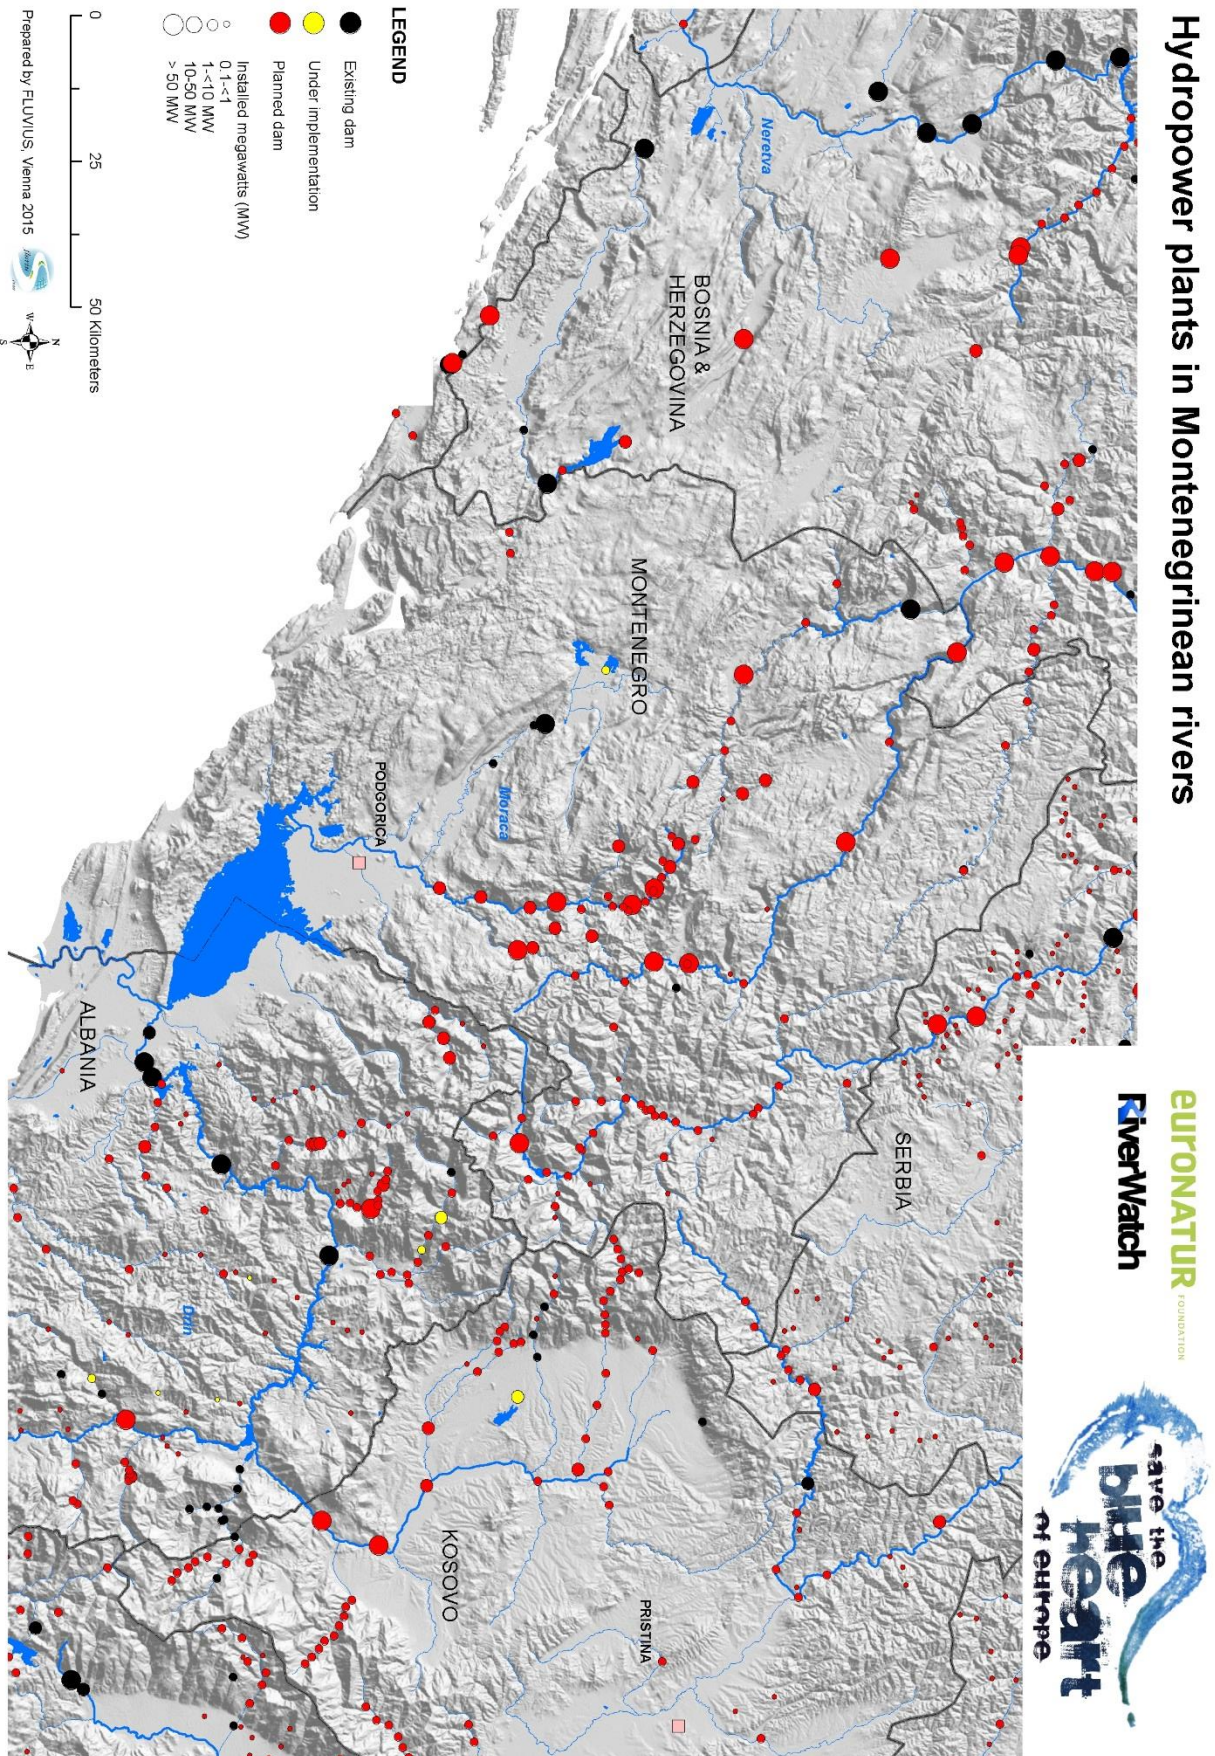 Hydropower plants in Montenegrinean rivers
euroNATUR
FOUNDATION
RiverWatch
save the
blue
heart
of europe
Neretva
BOSNIA &
HERZEGOVINA
MONTENEGRO
Moraca
PODGORICA
SERBIA
ALBANIA
Drin
KOSOVO
PRISTINA
LEGEND
Existing dam
Under implementation
Planned dam
Installed megawatts (MW)
0.1-<1
1-<10 MW
10-50 MW
> 50 MW
0 25 50 Kilometers
Prepared by FLUVIUS, Vienna 2015
N
W E
S